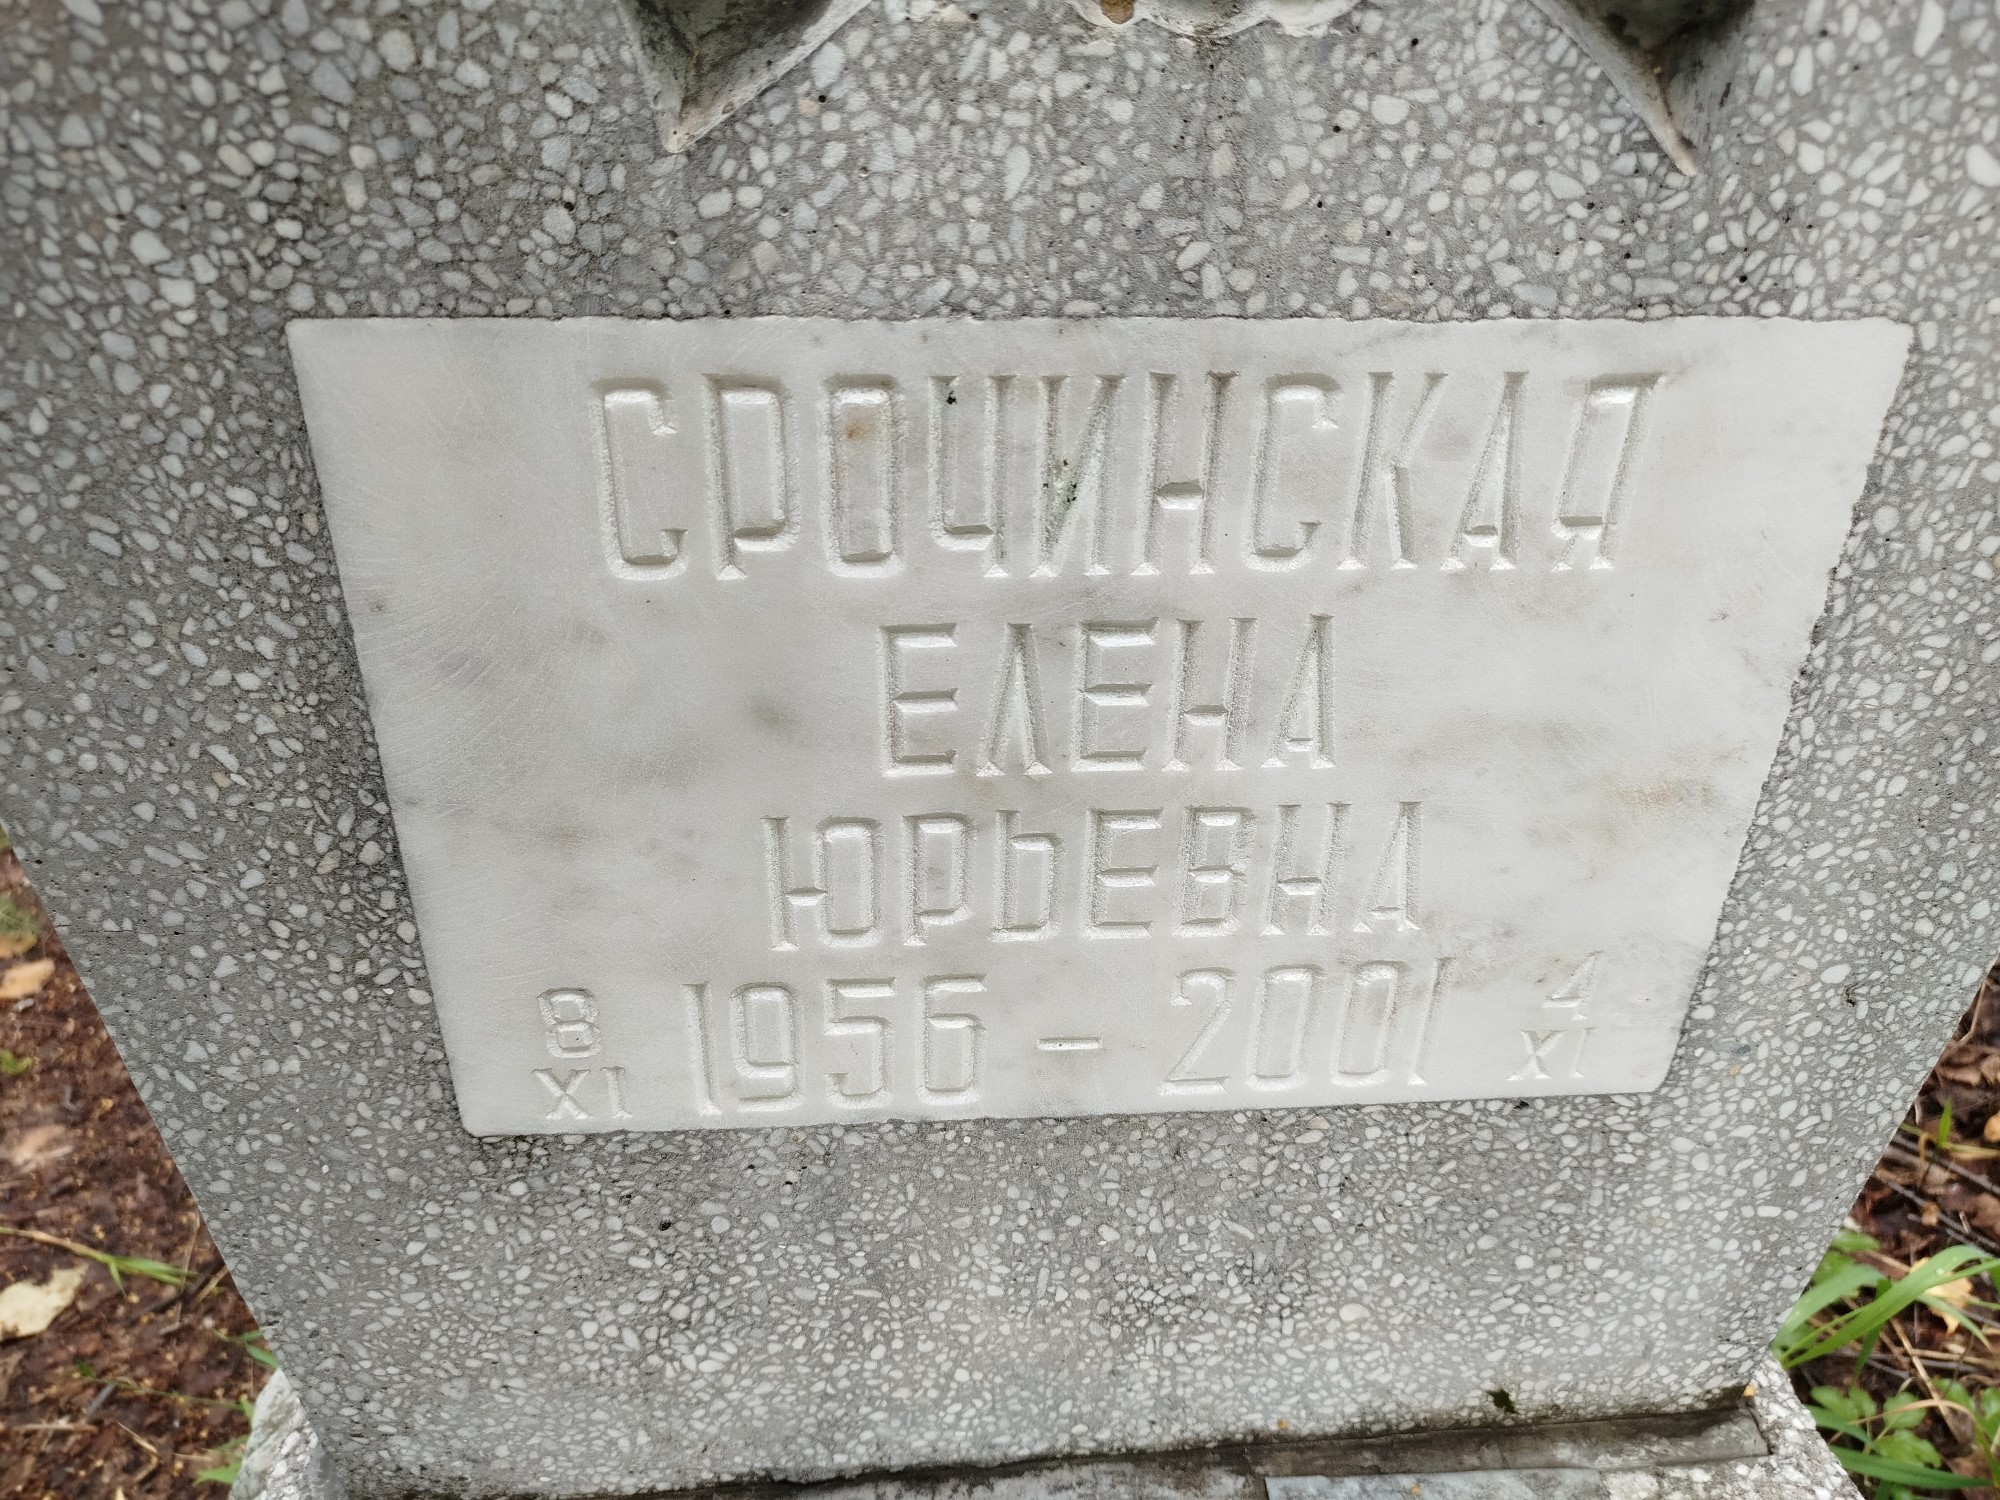 СРОЧИНСКАЯ
ЕЛЕНА
ЮРЬЕВНА
8 XI 1956 - 2001 4 XI